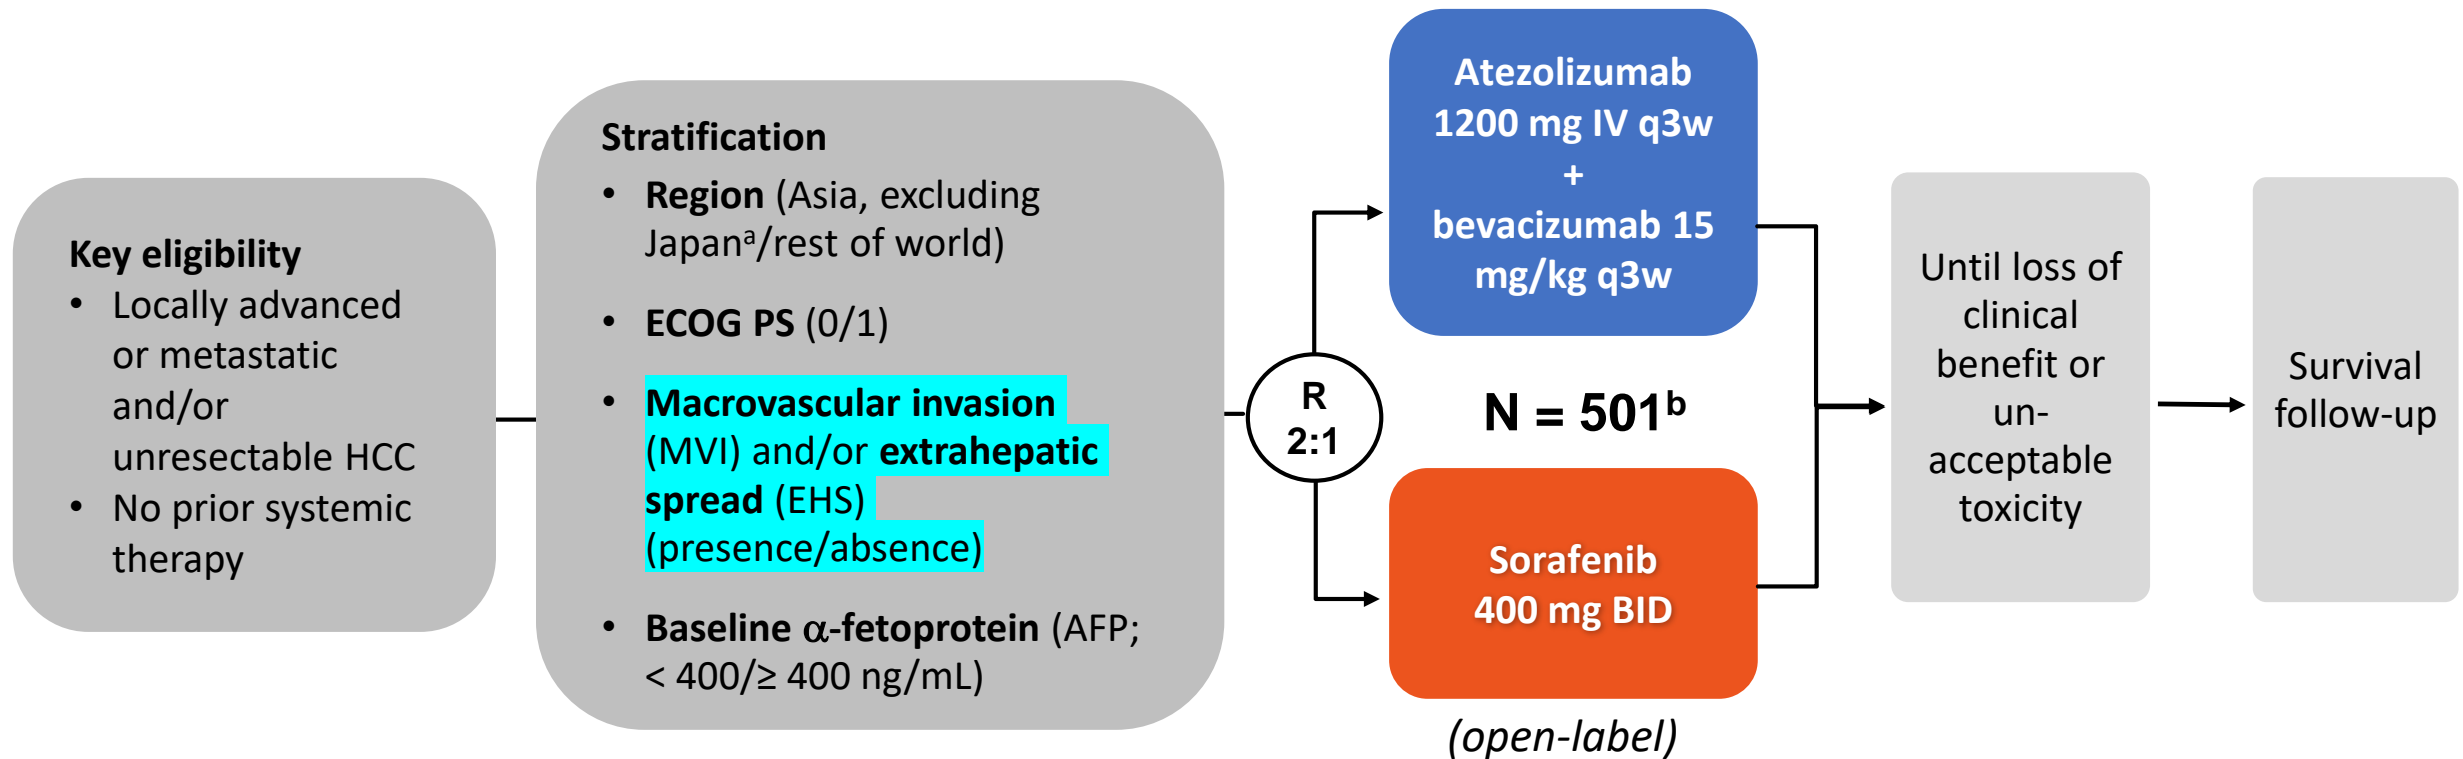 Key eligibility
• Locally advanced
or metastatic
and/or
unresectable HCC
• No prior systemic
therapy
Stratification
• Region (Asia, excluding
Japanᵃ/rest of world)
• ECOG PS (0/1)
• Macrovascular invasion
(MVI) and/or extrahepatic
spread (EHS)
(presence/absence)
• Baseline α-fetoprotein (AFP;
< 400/≥ 400 ng/mL)
R
2:1
Atezolizumab
1200 mg IV q3w
+
bevacizumab 15
mg/kg q3w
N = 501ᵇ
Sorafenib
400 mg BID
(open-label)
Until loss of
clinical
benefit or
un-
acceptable
toxicity
Survival
follow-up